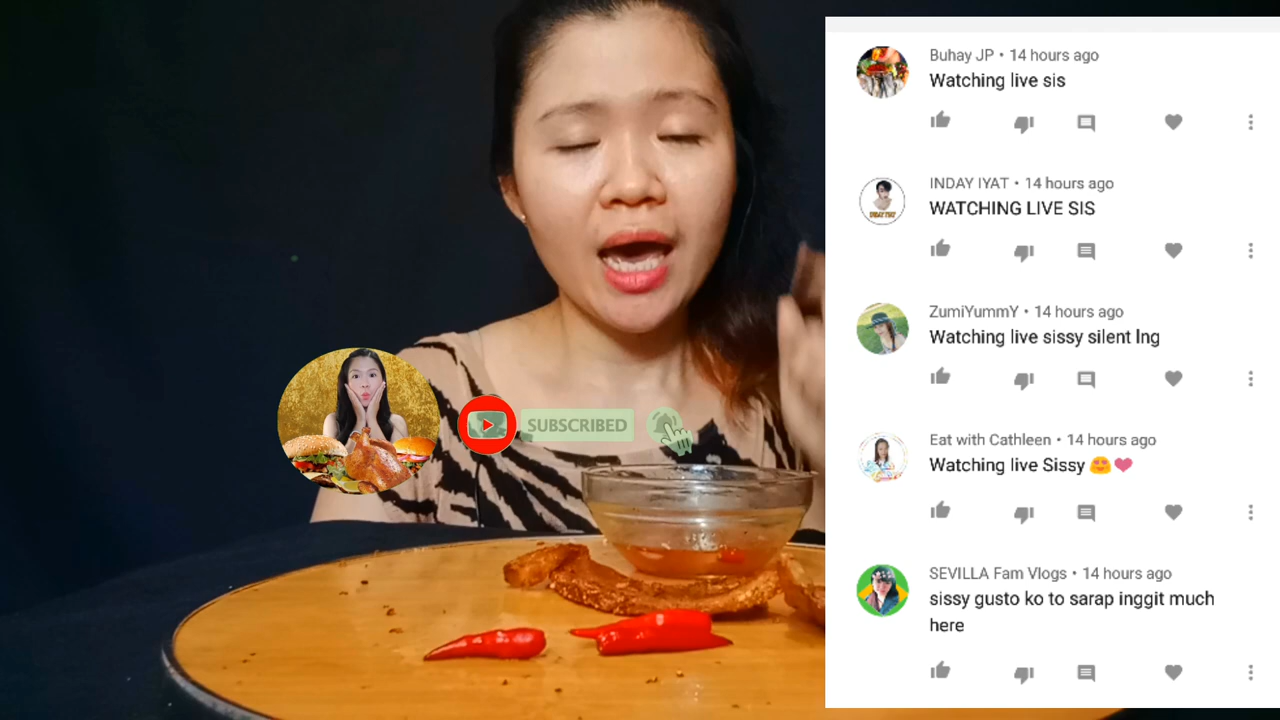 Buhay JP • 14 hours ago
Watching live sis
INDAY IYAT • 14 hours ago
WATCHING LIVE SIS
ZumiYummY • 14 hours ago
Watching live sissy silent lng
SUBSCRIBED
Eat with Cathleen • 14 hours ago
Watching live Sissy 😍❤
SEVILLA Fam Vlogs • 14 hours ago
sissy gusto ko to sarap inggit much
here